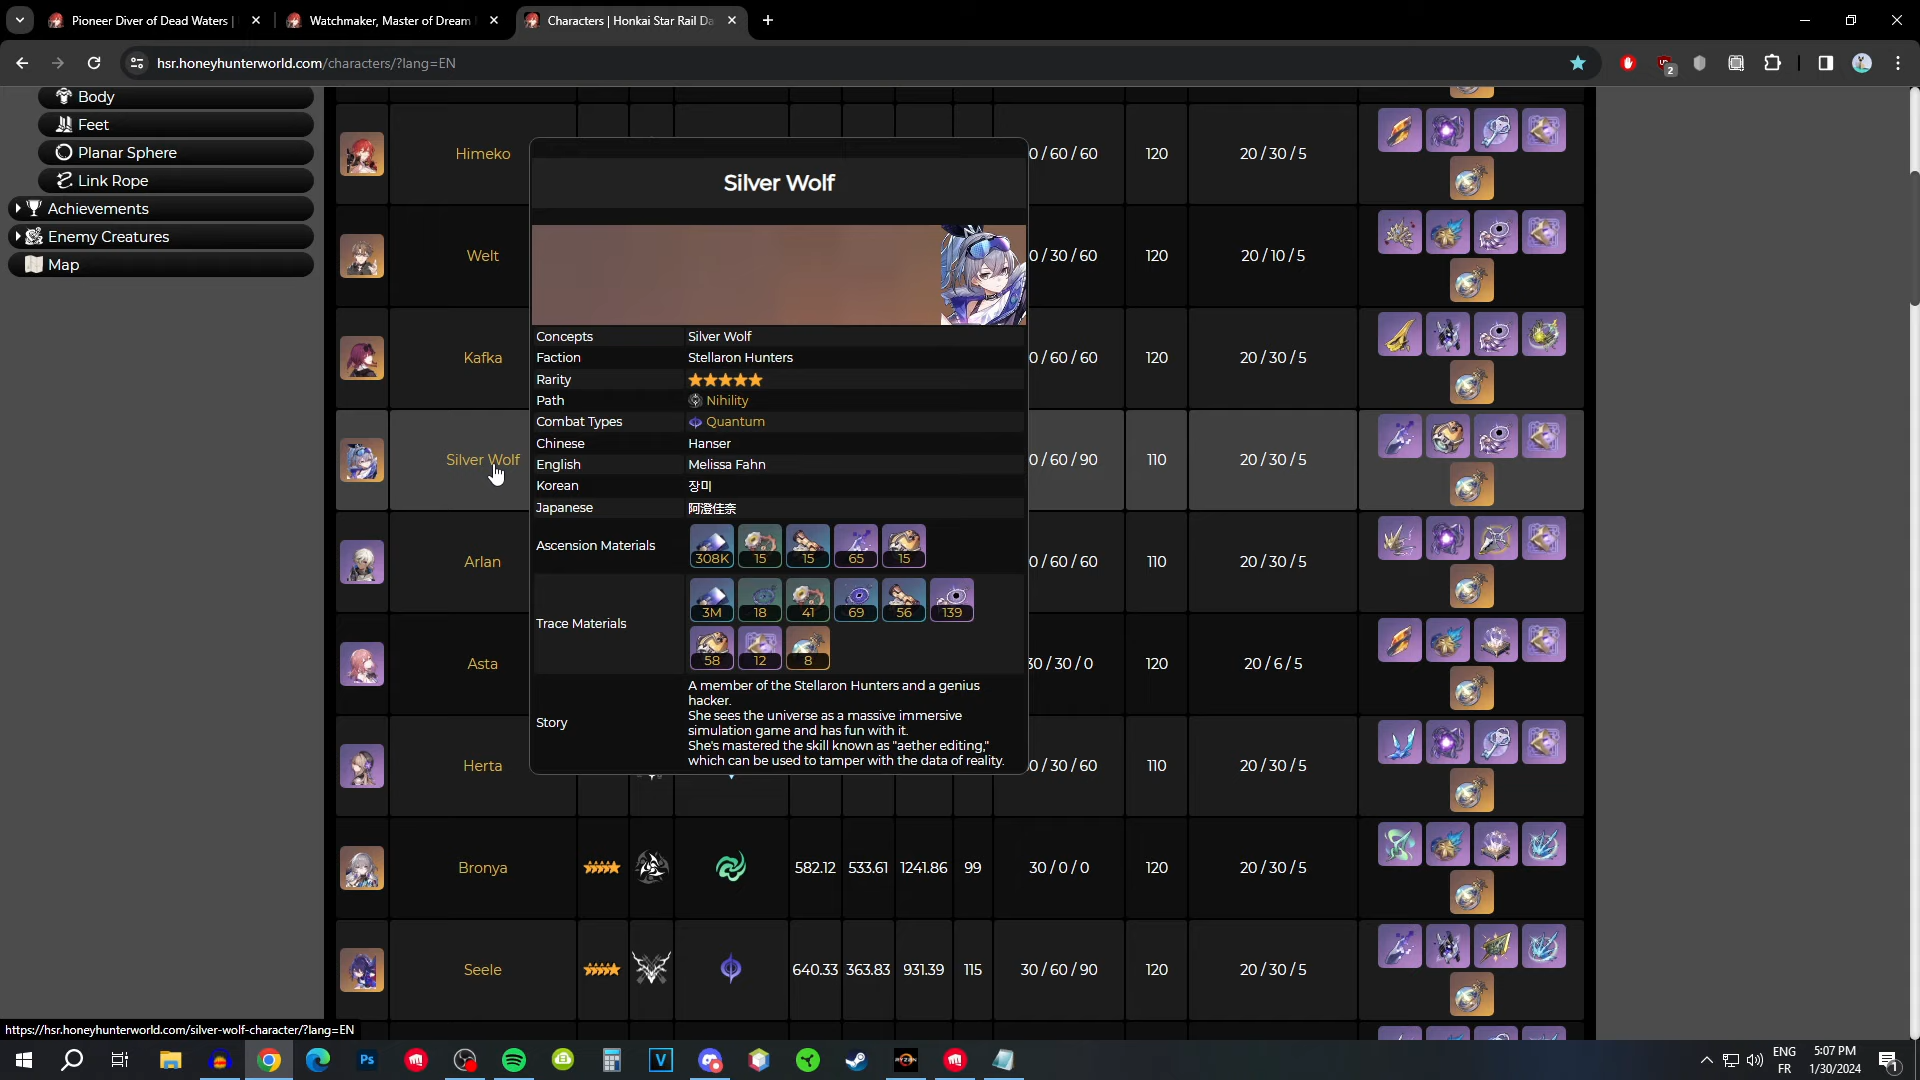 Pioneer Diver of Dead Waters |
Watchmaker, Master of Dream
Characters | Honkai Star Rail Da
hsr.honeyhunterworld.com/characters/?lang=EN
2
Body
Feet
Planar Sphere
Link Rope
Achievements
Enemy Creatures
Map
Himeko
0 / 60 / 60
120
20 / 30 / 5
Welt
0 / 30 / 60
120
20 / 10 / 5
Kafka
0 / 60 / 60
120
20 / 30 / 5
Silver Wolf
0 / 60 / 90
110
20 / 30 / 5
Arlan
0 / 60 / 60
110
20 / 30 / 5
Asta
30 / 30 / 0
120
20 / 6 / 5
Herta
0 / 30 / 60
110
20 / 30 / 5
Bronya
582.12
533.61
1241.86
99
30 / 0 / 0
120
20 / 30 / 5
Seele
640.33
363.83
931.39
115
30 / 60 / 90
120
20 / 30 / 5
Silver Wolf
Concepts
Silver Wolf
Faction
Stellaron Hunters
Rarity
Path
Nihility
Combat Types
Quantum
Chinese
Hanser
English
Melissa Fahn
Korean
장미
Japanese
阿澄佳奈
Ascension Materials
308K
15
15
65
15
Trace Materials
3M
18
41
69
56
139
58
12
8
Story
A member of the Stellaron Hunters and a genius
hacker.
She sees the universe as a massive immersive
simulation game and has fun with it.
She's mastered the skill known as "aether editing,"
which can be used to tamper with the data of reality.
https://hsr.honeyhunterworld.com/silver-wolf-character/?lang=EN
Ps
V
RYZEN
ENG
FR
5:07 PM
1/30/2024
1